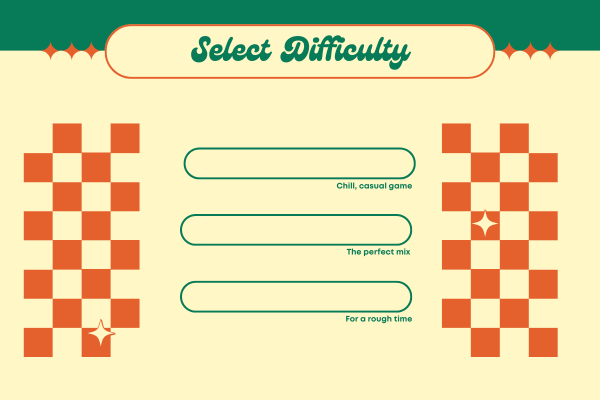 Select Difficulty
Chill, casual game
The perfect mix
For a rough time